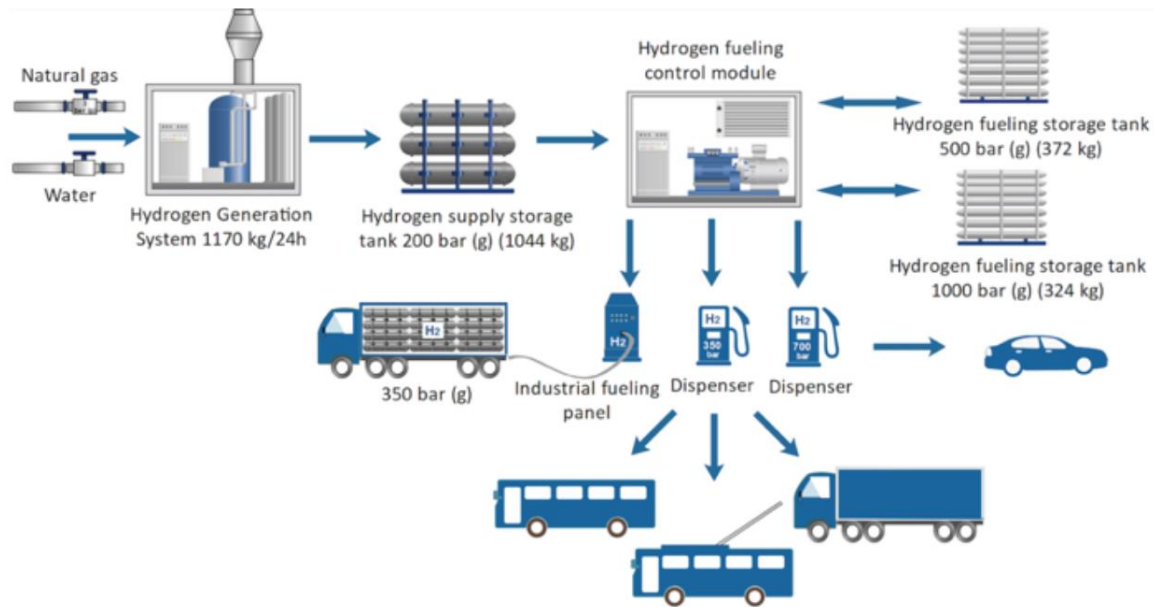 Natural gas
Water
Hydrogen Generation
System 1170 kg/24h
Hydrogen supply storage
tank 200 bar (g) (1044 kg)
Hydrogen fueling
control module
Hydrogen fueling storage tank
500 bar (g) (372 kg)
Hydrogen fueling storage tank
1000 bar (g) (324 kg)
H2
350 bar (g)
H2
Industrial fueling
panel
H2
350
bar
Dispenser
H2
700
bar
Dispenser